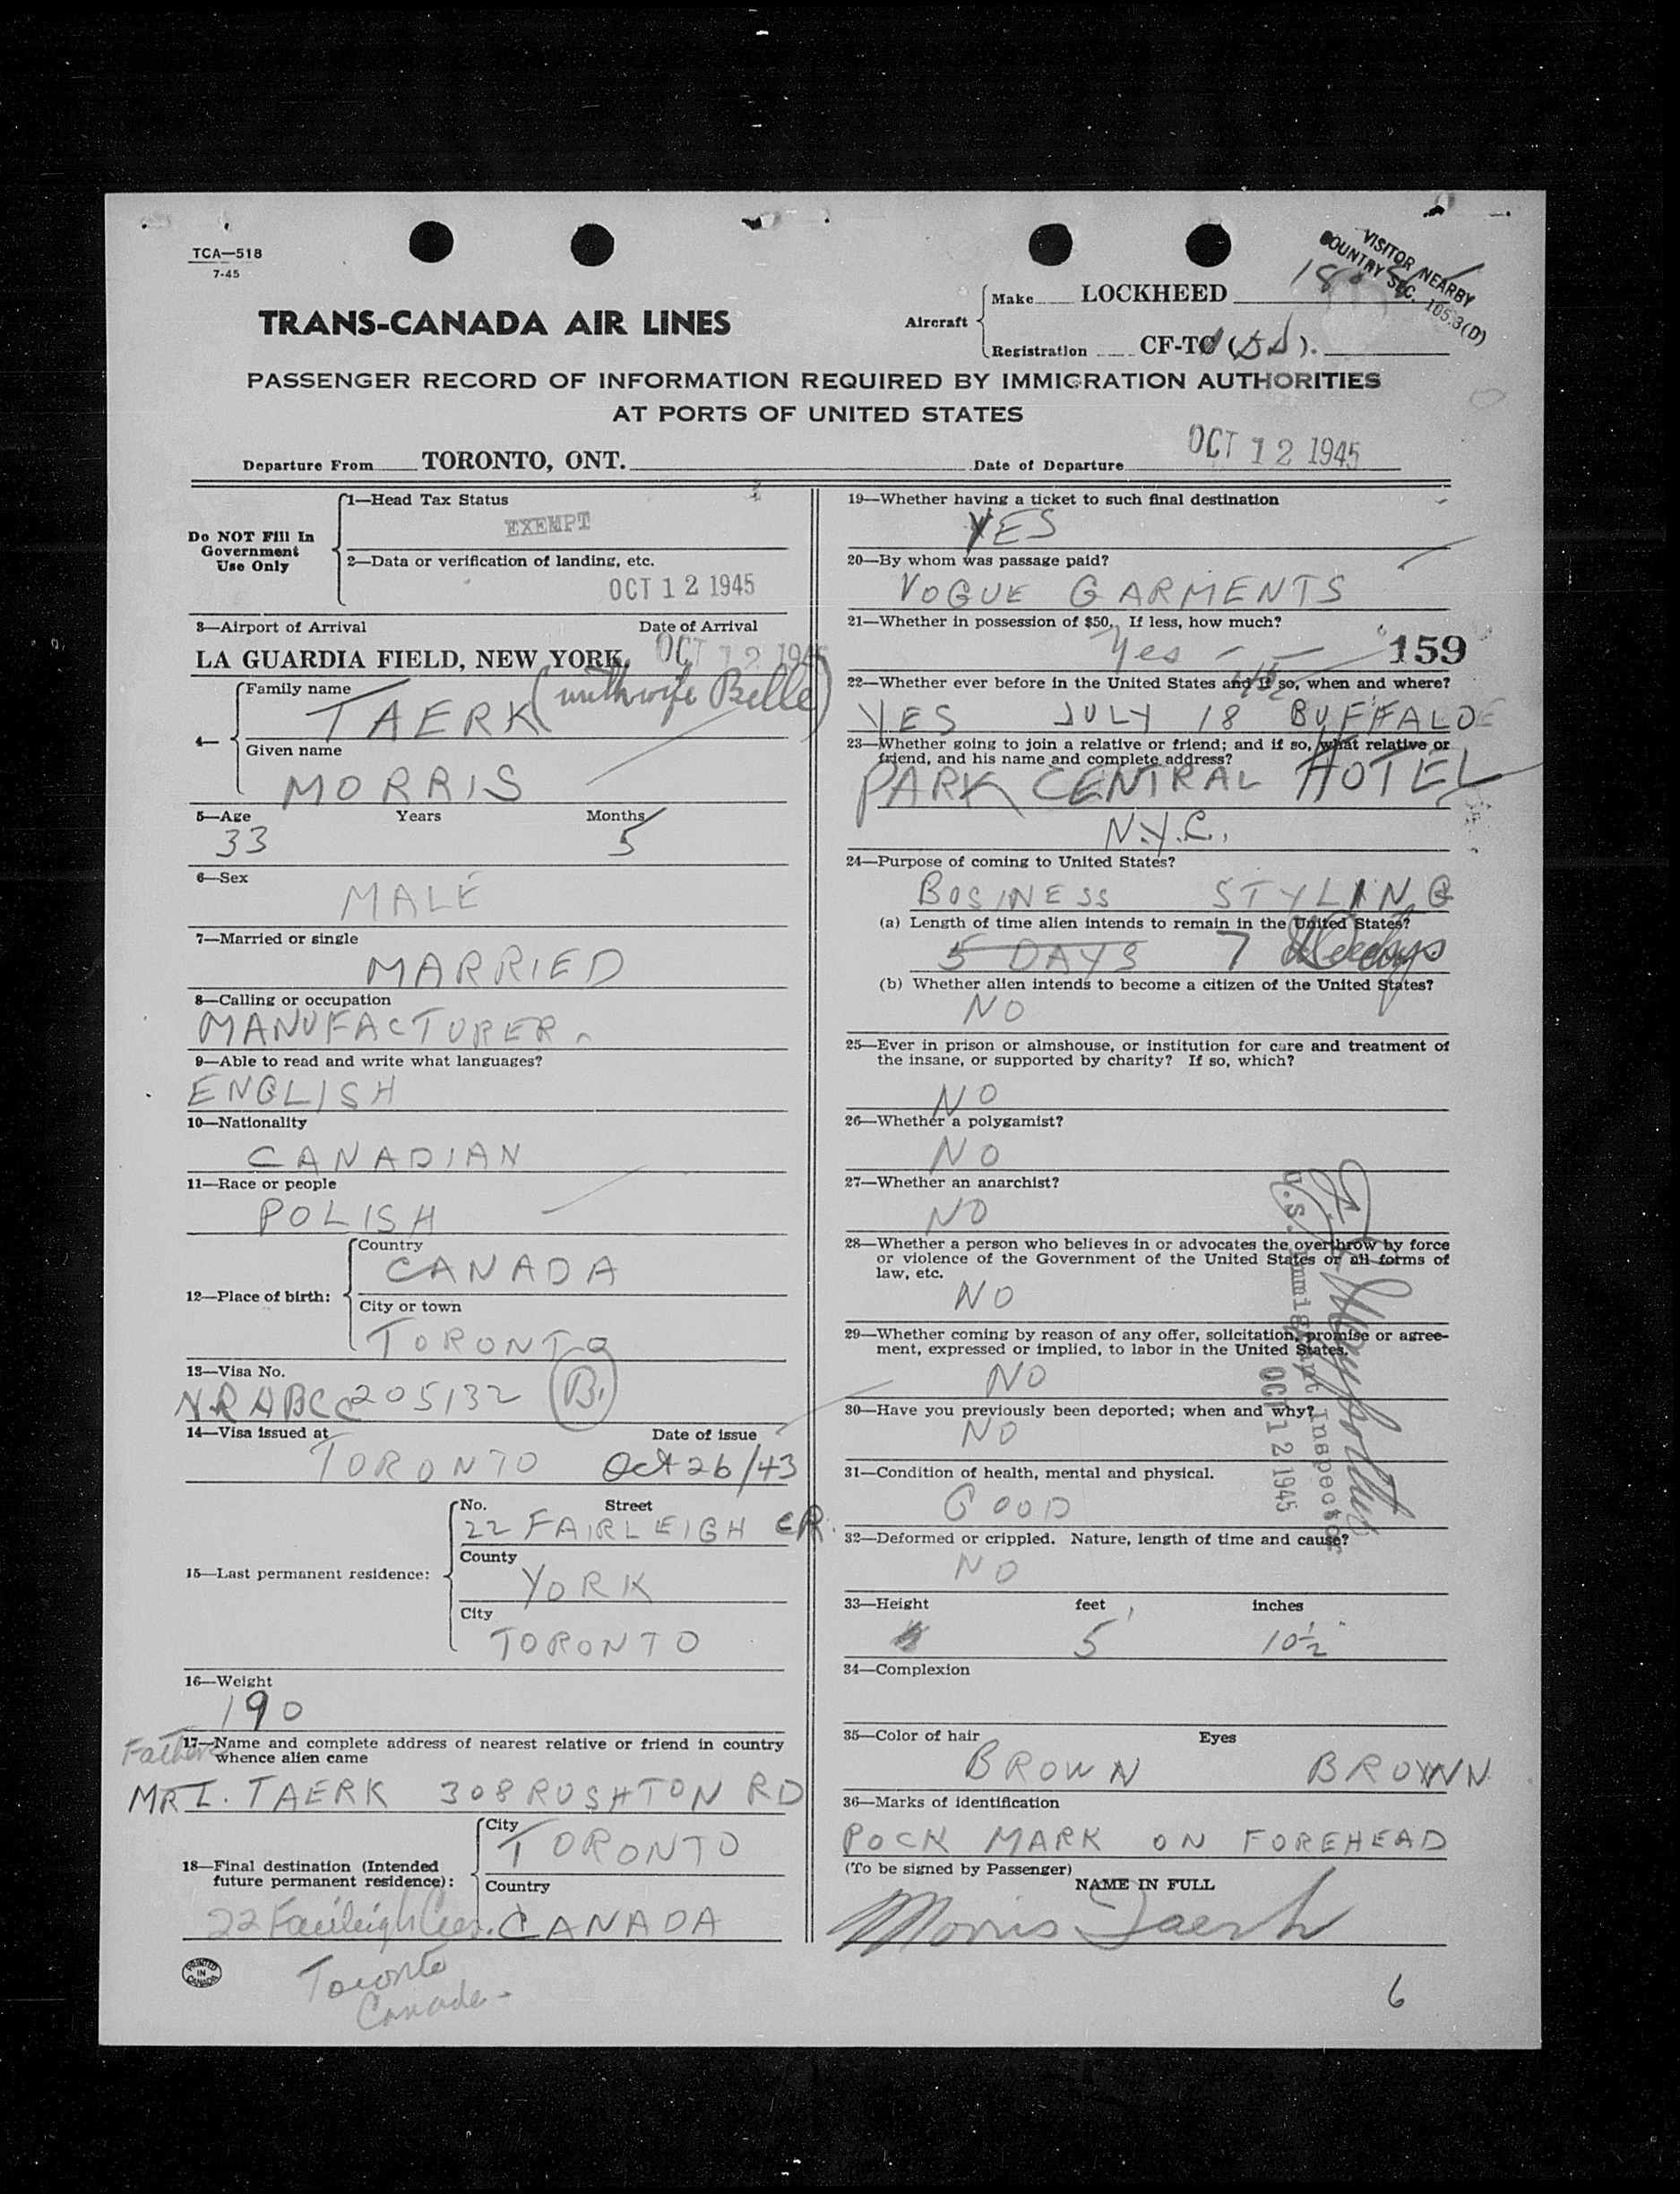 TCA—518
7-45
VISITOR NEARBY
COUNTRY SEC. 165.3(D)
TRANS-CANADA AIR LINES
Aircraft
Make LOCKHEED 18
Registration CF-TC
PASSENGER RECORD OF INFORMATION REQUIRED BY IMMIGRATION AUTHORITIES
AT PORTS OF UNITED STATES
Departure From TORONTO, ONT. Date of Departure OCT 12 1945
Do NOT Fill In
Government
Use Only
1—Head Tax Status
EXEMPT
2—Data or verification of landing, etc.
OCT 12 1945
3—Airport of Arrival Date of Arrival
LA GUARDIA FIELD, NEW YORK, OCT 12 1945
4—
Family name
TAERK (with wife Belle)
Given name
MORRIS
5—Age Years Months
33 5
6—Sex
MALE
7—Married or single
MARRIED
8—Calling or occupation
MANUFACTURER
9—Able to read and write what languages?
ENGLISH
10—Nationality
CANADIAN
11—Race or people
POLISH
12—Place of birth:
Country
CANADA
City or town
TORONTO
13—Visa No.
NRABCC 205132 B.
14—Visa issued at Date of issue
TORONTO Oct 26/43
15—Last permanent residence:
No. Street
22 FAIRLEIGH CR.
County
YORK
City
TORONTO
16—Weight
190
Father
17—Name and complete address of nearest relative or friend in country
whence alien came
MR I. TAERK 308 RUSHTON RD
18—Final destination (Intended
future permanent residence):
City
TORONTO
Country
22 Fairleigh Cres. CANADA
Toronto
Canada-
PRINTED
IN
CANADA
19—Whether having a ticket to such final destination
YES
20—By whom was passage paid?
VOGUE GARMENTS
21—Whether in possession of $50. If less, how much?
Yes 159
22—Whether ever before in the United States and if so, when and where?
YES JULY 18 BUFFALO
23—Whether going to join a relative or friend; and if so, what relative or
friend, and his name and complete address?
PARK CENTRAL HOTEL
N.Y.C.
24—Purpose of coming to United States?
BOSINESS STYLING
(a) Length of time alien intends to remain in the United States?
5 DAYS 7 Days
(b) Whether alien intends to become a citizen of the United States?
NO
25—Ever in prison or almshouse, or institution for care and treatment of
the insane, or supported by charity? If so, which?
NO
26—Whether a polygamist?
NO
27—Whether an anarchist?
NO
28—Whether a person who believes in or advocates the overthrow by force
or violence of the Government of the United States or all forms of
law, etc.
NO
29—Whether coming by reason of any offer, solicitation, promise or agree-
ment, expressed or implied, to labor in the United States.
NO
30—Have you previously been deported; when and why?
NO
U.S. Immigrant Inspector
OCT 12 1945
31—Condition of health, mental and physical.
GOOD
32—Deformed or crippled. Nature, length of time and cause?
NO
33—Height feet inches
5 10½
34—Complexion
35—Color of hair Eyes
BROWN BROWN
36—Marks of identification
POCK MARK ON FOREHEAD
(To be signed by Passenger)
NAME IN FULL
Morris Taerk
6